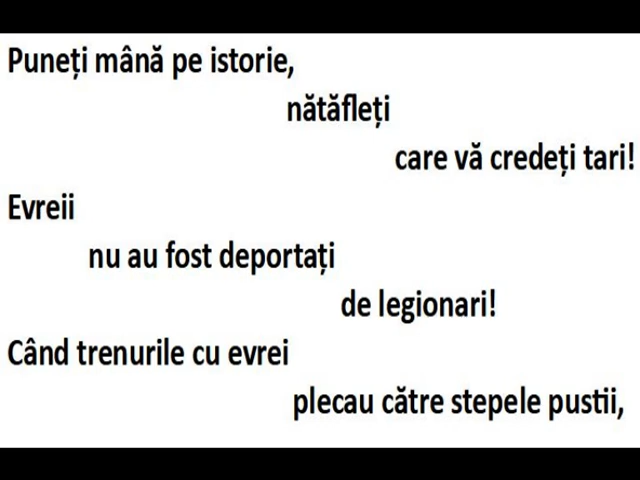 Puneți mână pe istorie,
nătăfleți
care vă credeți tari!
Evreii
nu au fost deportați
de legionari!
Când trenurile cu evrei
plecau către stepele pustii,